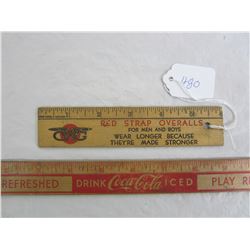 480
RED STRAP OVERALLS
FOR MEN AND BOYS
WEAR LONGER BECAUSE
THEY'RE MADE STRONGER
REFRESHED DRINK Coca-Cola ICED PLAY R